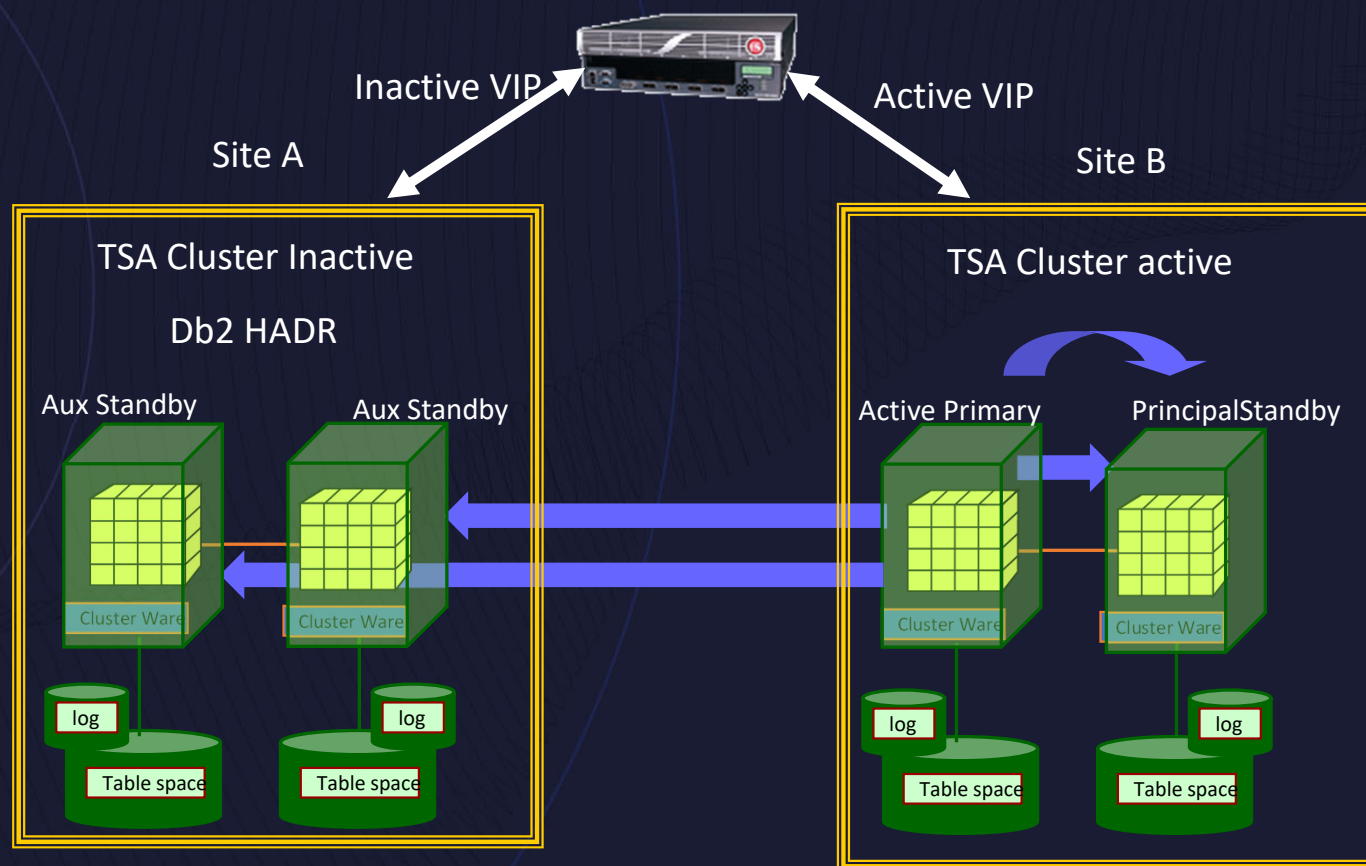 Inactive VIP
Active VIP
Site A
Site B
TSA Cluster Inactive
Db2 HADR
Aux Standby
Aux Standby
Cluster Ware
Cluster Ware
log
log
Table space
Table space
TSA Cluster active
Active Primary
PrincipalStandby
Cluster Ware
Cluster Ware
log
log
Table space
Table space